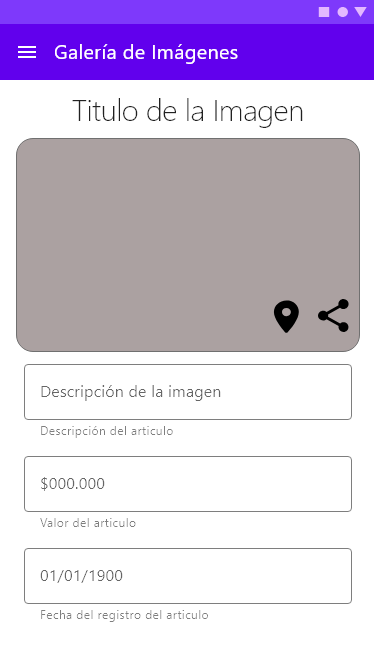 Galería de Imágenes
Titulo de la Imagen
Descripción de la imagen
Descripción del articulo
$000.000
Valor del articulo
01/01/1900
Fecha del registro del articulo